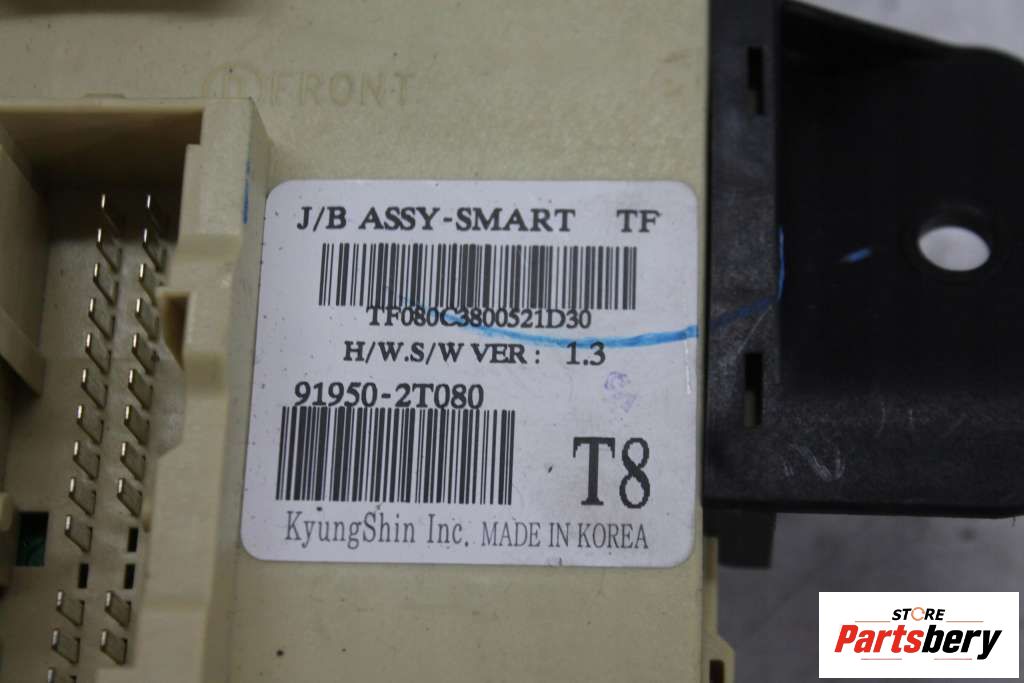 FRONT
J/B ASSY-SMART TF
TF080C3800521D30
H/W.S/W VER : 1.3
91950-2T080
T8
KyungShin Inc. MADE IN KOREA
STORE
Partsbery